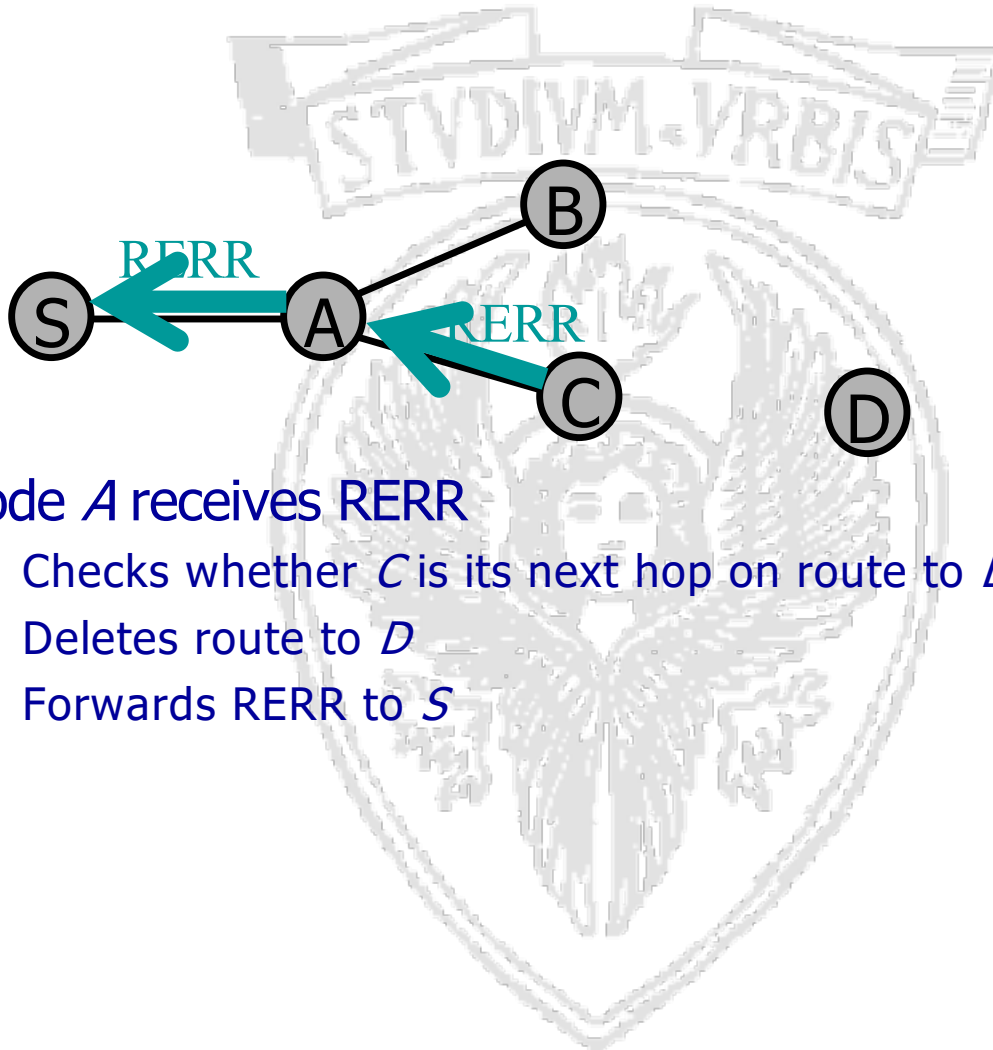 STVDIVM·VRBIS
B
RERR
S
A
RERR
C
D
ode A receives RERR
Checks whether C is its next hop on route to
Deletes route to D
Forwards RERR to S